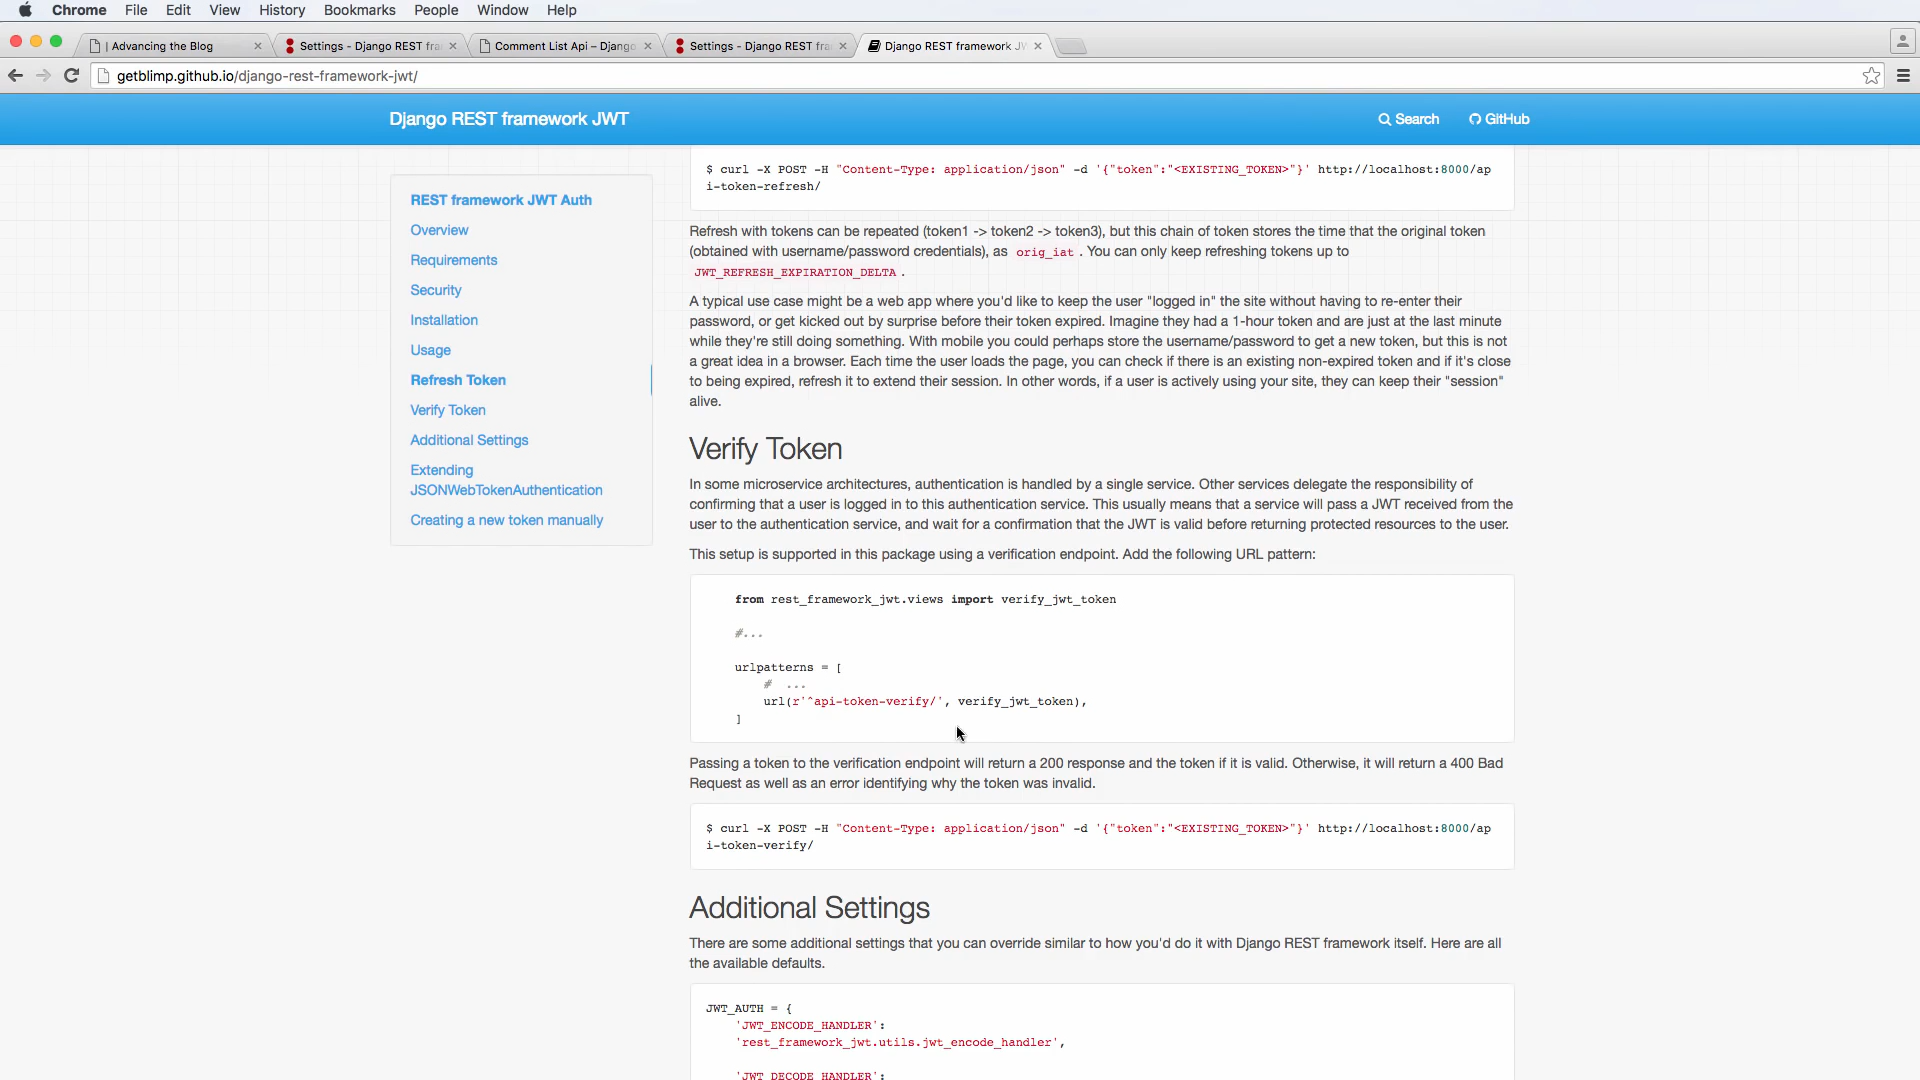 Chrome File Edit View History Bookmarks People Window Help
| Advancing the Blog
Settings - Django REST fra
Comment List Api – Django
Settings - Django REST fra
Django REST framework JW
getblimp.github.io/django-rest-framework-jwt/
Django REST framework JWT
Search GitHub
REST framework JWT Auth
Overview
Requirements
Security
Installation
Usage
Refresh Token
Verify Token
Additional Settings
Extending
JSONWebTokenAuthentication
Creating a new token manually
$ curl -X POST -H "Content-Type: application/json" -d '{"token":"<EXISTING_TOKEN>"}' http://localhost:8000/ap
i-token-refresh/
Refresh with tokens can be repeated (token1 -> token2 -> token3), but this chain of token stores the time that the original token
(obtained with username/password credentials), as orig_iat . You can only keep refreshing tokens up to
JWT_REFRESH_EXPIRATION_DELTA .
A typical use case might be a web app where you'd like to keep the user "logged in" the site without having to re-enter their
password, or get kicked out by surprise before their token expired. Imagine they had a 1-hour token and are just at the last minute
while they're still doing something. With mobile you could perhaps store the username/password to get a new token, but this is not
a great idea in a browser. Each time the user loads the page, you can check if there is an existing non-expired token and if it's close
to being expired, refresh it to extend their session. In other words, if a user is actively using your site, they can keep their "session"
alive.
Verify Token
In some microservice architectures, authentication is handled by a single service. Other services delegate the responsibility of
confirming that a user is logged in to this authentication service. This usually means that a service will pass a JWT received from the
user to the authentication service, and wait for a confirmation that the JWT is valid before returning protected resources to the user.
This setup is supported in this package using a verification endpoint. Add the following URL pattern:
from rest_framework_jwt.views import verify_jwt_token
#...
urlpatterns = [
# ...
url(r'^api-token-verify/', verify_jwt_token),
]
Passing a token to the verification endpoint will return a 200 response and the token if it is valid. Otherwise, it will return a 400 Bad
Request as well as an error identifying why the token was invalid.
$ curl -X POST -H "Content-Type: application/json" -d '{"token":"<EXISTING_TOKEN>"}' http://localhost:8000/ap
i-token-verify/
Additional Settings
There are some additional settings that you can override similar to how you'd do it with Django REST framework itself. Here are all
the available defaults.
JWT_AUTH = {
'JWT_ENCODE_HANDLER':
'rest_framework_jwt.utils.jwt_encode_handler',
'JWT_DECODE_HANDLER':